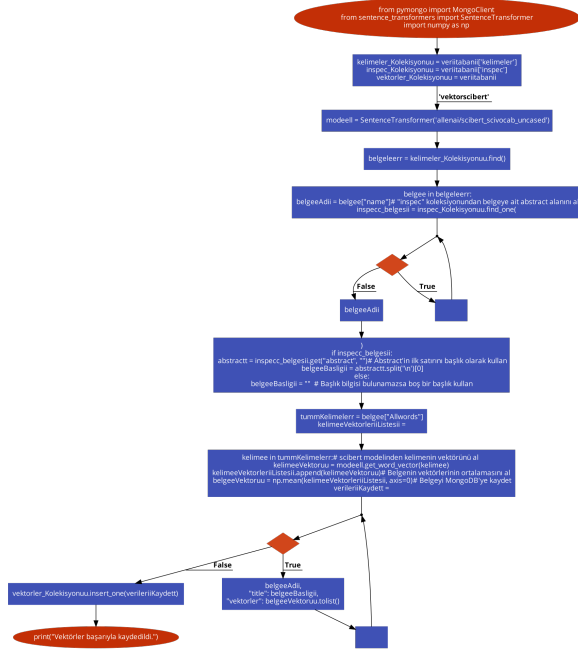 from pymongo import MongoClient
from sentence_transformers import SentenceTransformer
import numpy as np
kelimeler_Kolekisyonuu = veriitabanii['kelimeler']
inspec_Kolekisyonuu = veriitabanii['inspec']
vektorler_Kolekisyonuu = veriitabanii
'vektorscibert'
modeell = SentenceTransformer('allenai/scibert_scivocab_uncased')
belgeleerr = kelimeler_Kolekisyonuu.find()
belgee in belgeleerr:
belgeeAdii = belgee["name"]# "inspec" koleksiyonundan belgeye ait abstract alanını a
inspecc_belgesii = inspec_Kolekisyonuu.find_one(
False
True
belgeeAdii
)
if inspecc_belgesii:
abstractt = inspecc_belgesii.get("abstract", "")# Abstract'in ilk satırını başlık olarak kullan
belgeeBasligii = abstractt.split('\n')[0]
else:
belgeeBasligii = ""  # Başlık bilgisi bulunamazsa boş bir başlık kullan
tummKelimelerr = belgee["Allwords"]
kelimeeVektorleriiListesii =
kelimee in tummKelimelerr:# scibert modelinden kelimenin vektörünü al
kelimeeVektoruu = modeell.get_word_vector(kelimee)
kelimeeVektorleriiListesii.append(kelimeeVektoruu)# Belgenin vektörlerinin ortalamasını al
belgeeVektoruu = np.mean(kelimeeVektorleriiListesii, axis=0)# Belgeyi MongoDB'ye kaydet
verileriiKaydett =
False
True
vektorler_Kolekisyonuu.insert_one(verileriiKaydett)
belgeeAdii,
"title": belgeeBasligii,
"vektorler": belgeeVektoruu.tolist()
print("Vektörler başarıyla kaydedildi.")